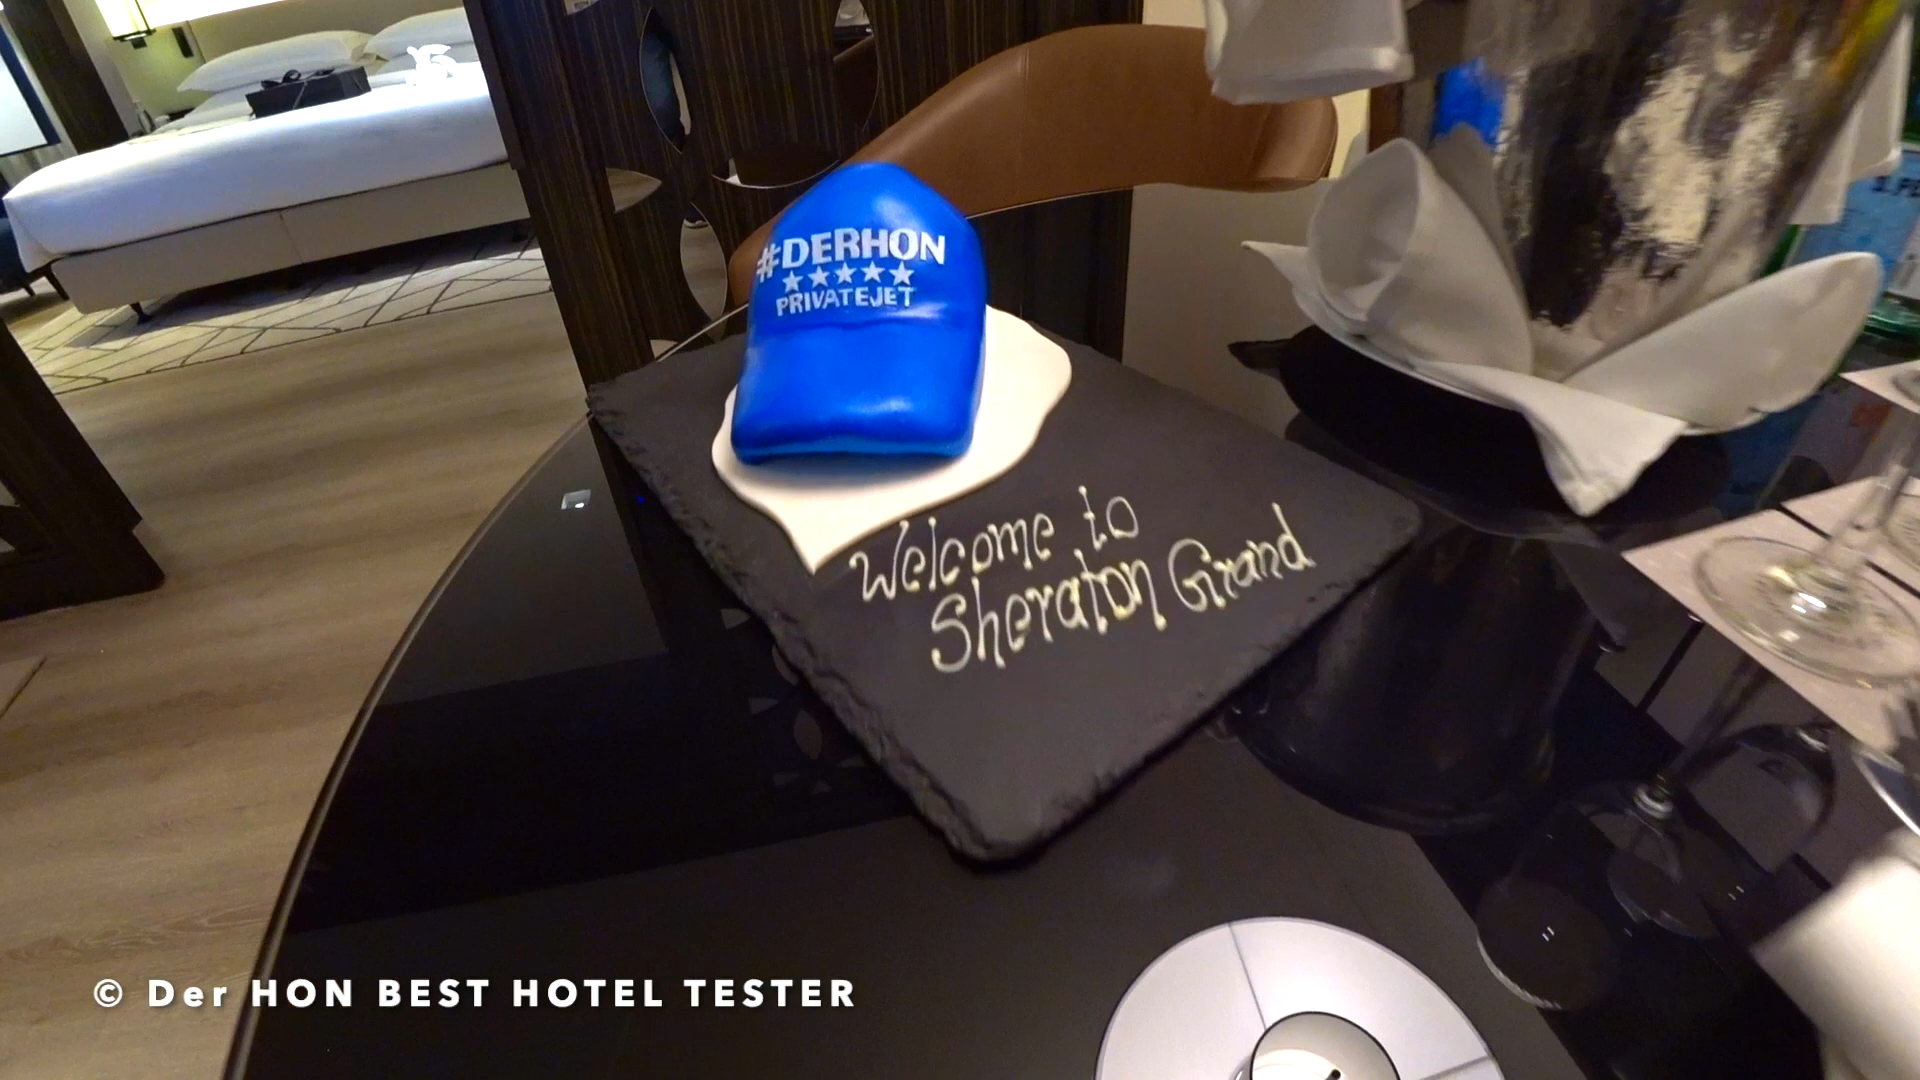 #DERHON
★★★★★
PRIVATEJET
Welcome to
Sheraton Grand
© Der HON BEST HOTEL TESTER